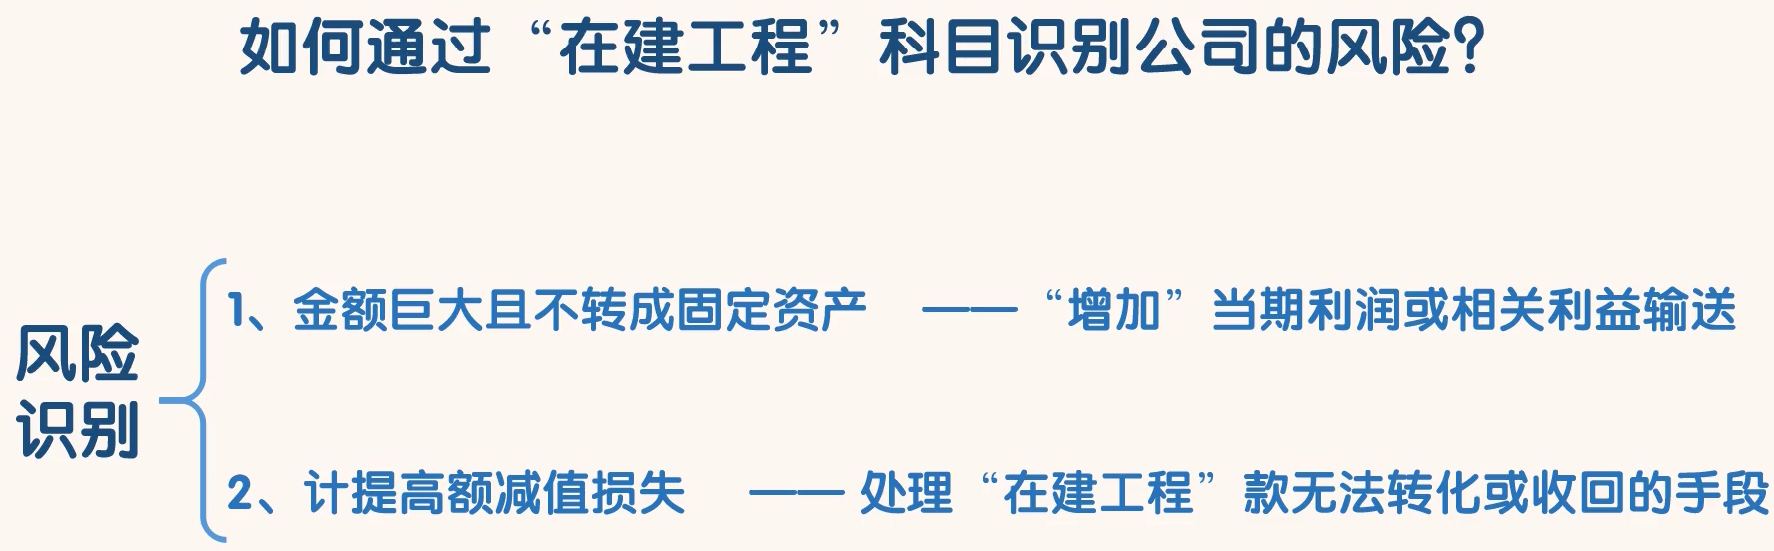 如何通过“在建工程”科目识别公司的风险?
风险
识别
1、金额巨大且不转成固定资产 ——“增加”当期利润或相关利益输送
2、计提高额减值损失 —— 处理“在建工程”款无法转化或收回的手段